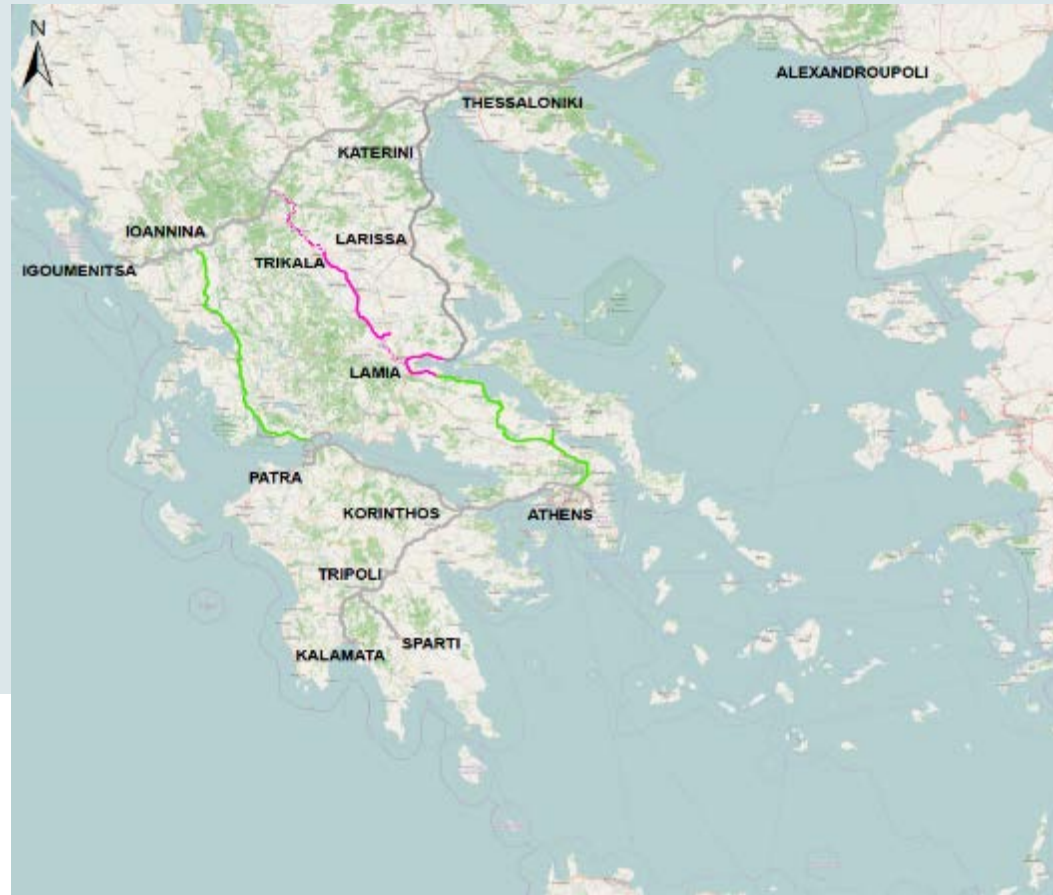 N
ALEXANDROUPOLI
THESSALONIKI
KATERINI
IOANNINA
LARISSA
TRIKALA
IGOUMENITSA
LAMIA
PATRA
KORINTHOS
ATHENS
TRIPOLI
SPARTI
KALAMATA